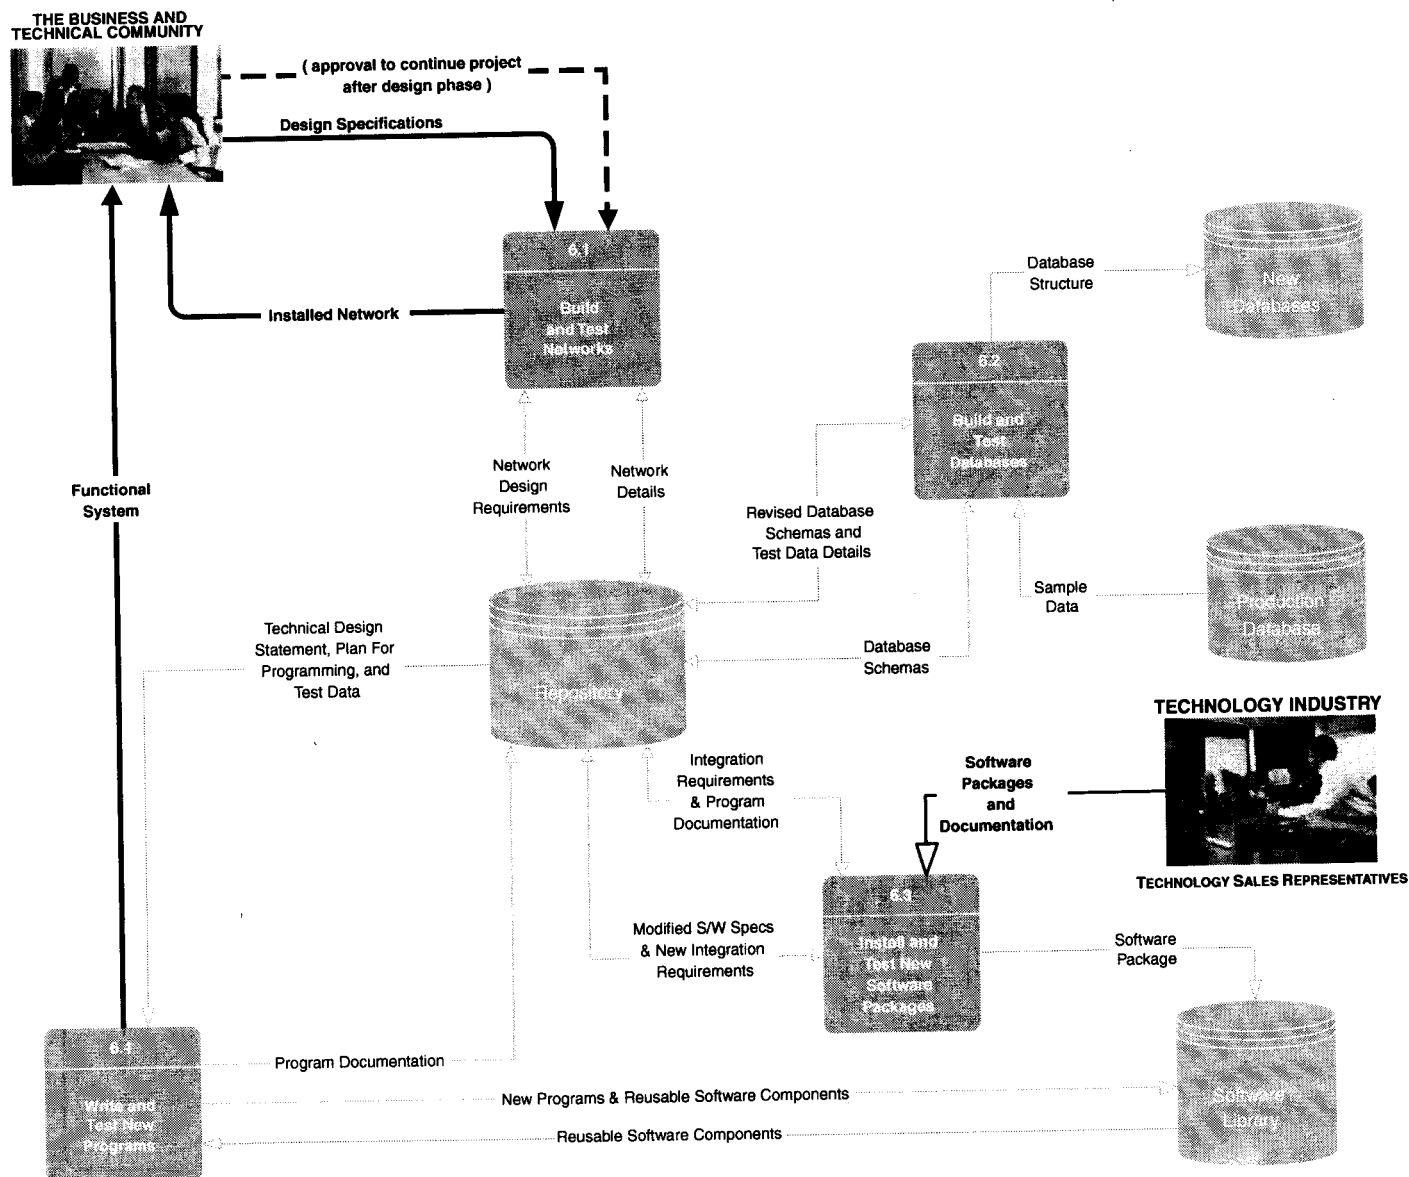 THE BUSINESS AND
TECHNICAL COMMUNITY
( approval to continue project
after design phase )
Design Specifications
6.1
Build
and Test
Networks
Installed Network
Database
Structure
New
Databases
6.2
Build and
Test
Databases
Network
Design
Requirements
Network
Details
Functional
System
Revised Database
Schemas and
Test Data Details
Sample
Data
Production
Database
Technical Design
Statement, Plan For
Programming, and
Test Data
Database
Schemas
Repository
TECHNOLOGY INDUSTRY
Integration
Requirements
& Program
Documentation
Software
Packages
and
Documentation
TECHNOLOGY SALES REPRESENTATIVES
6.3
Install and
Test New
Software
Packages
Modified S/W Specs
& New Integration
Requirements
Software
Package
6.1
Write and
Test New
Programs
Program Documentation
New Programs & Reusable Software Components
Reusable Software Components
Software
Library